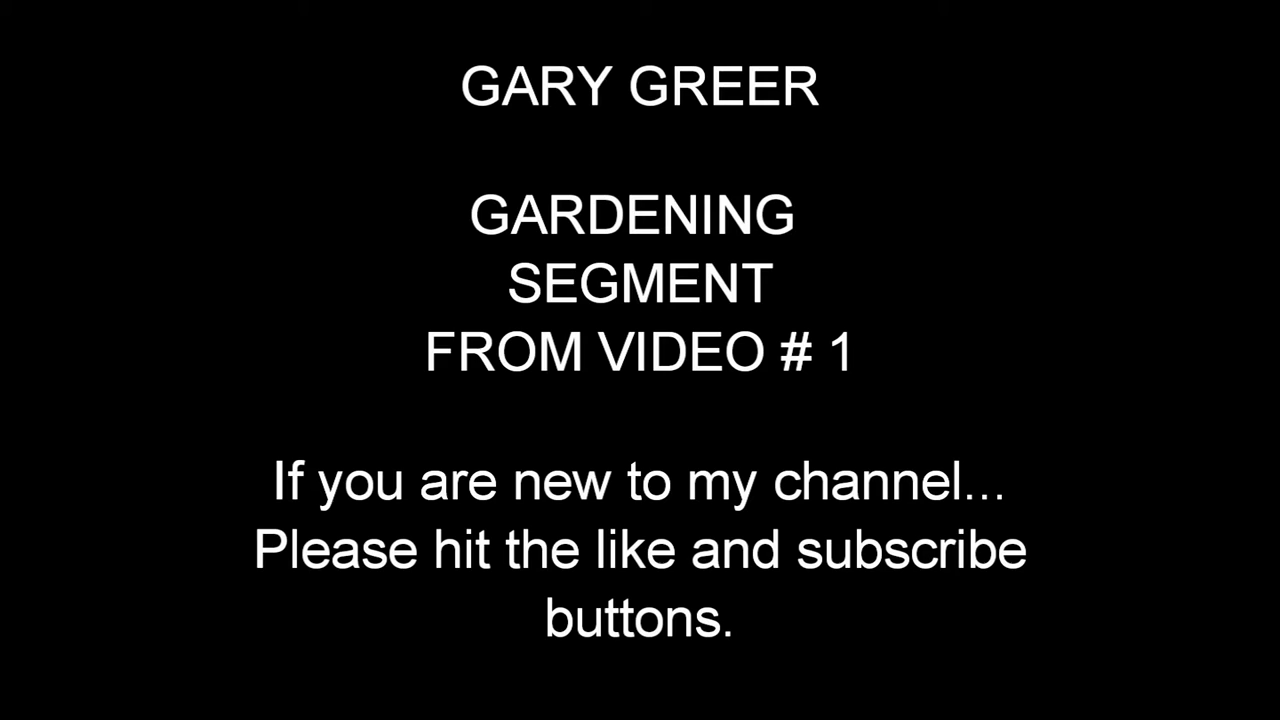 GARY GREER
GARDENING
SEGMENT
FROM VIDEO # 1
If you are new to my channel...
Please hit the like and subscribe
buttons.